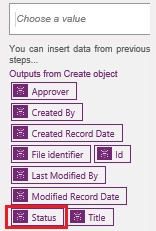 Choose a value
You can insert data from previous
steps...
Outputs from Create object
Approver
Created By
Created Record Date
File identifier Id
Last Modified By
Modified Record Date
Status Title